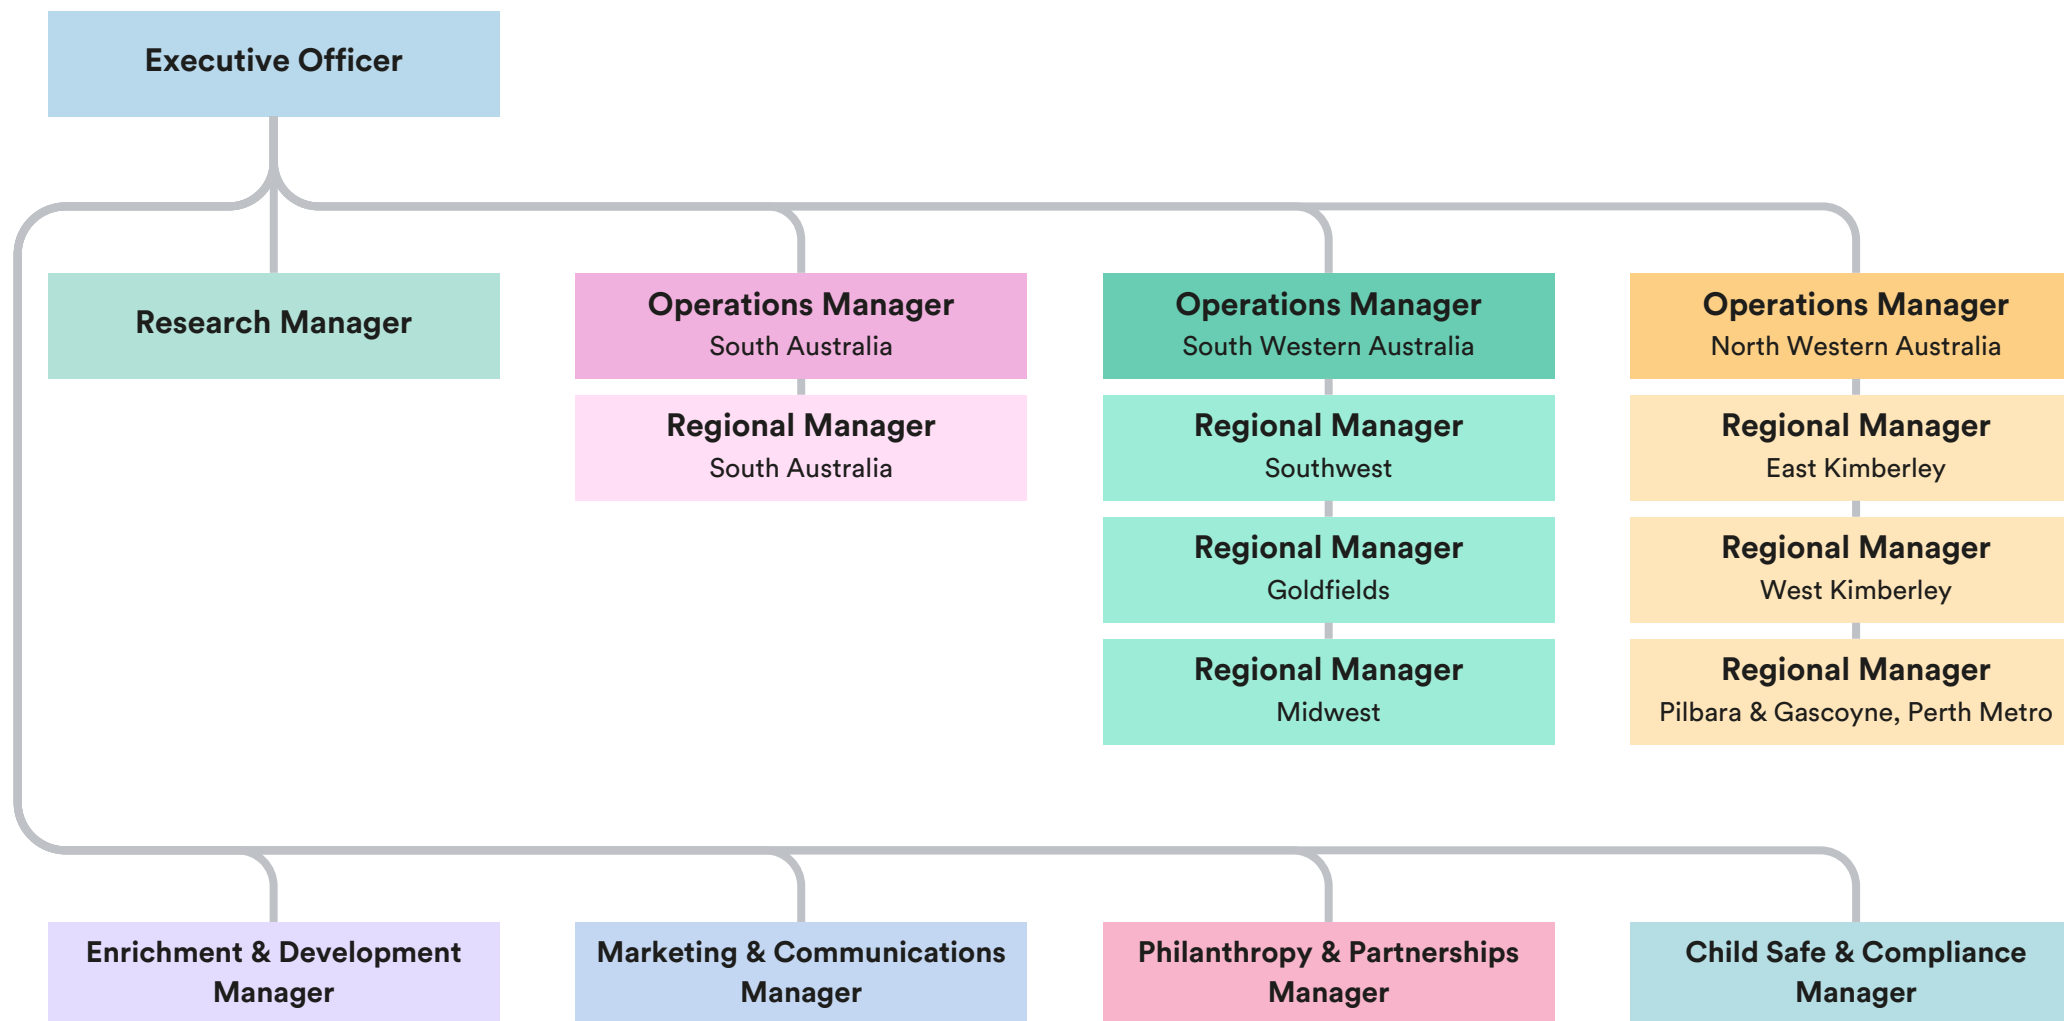 Executive Officer
Research Manager
Operations Manager
South Australia
Regional Manager
South Australia
Operations Manager
South Western Australia
Regional Manager
Southwest
Regional Manager
Goldfields
Regional Manager
Midwest
Operations Manager
North Western Australia
Regional Manager
East Kimberley
Regional Manager
West Kimberley
Regional Manager
Pilbara & Gascoyne, Perth Metro
Enrichment & Development
Manager
Marketing & Communications
Manager
Philanthropy & Partnerships
Manager
Child Safe & Compliance
Manager